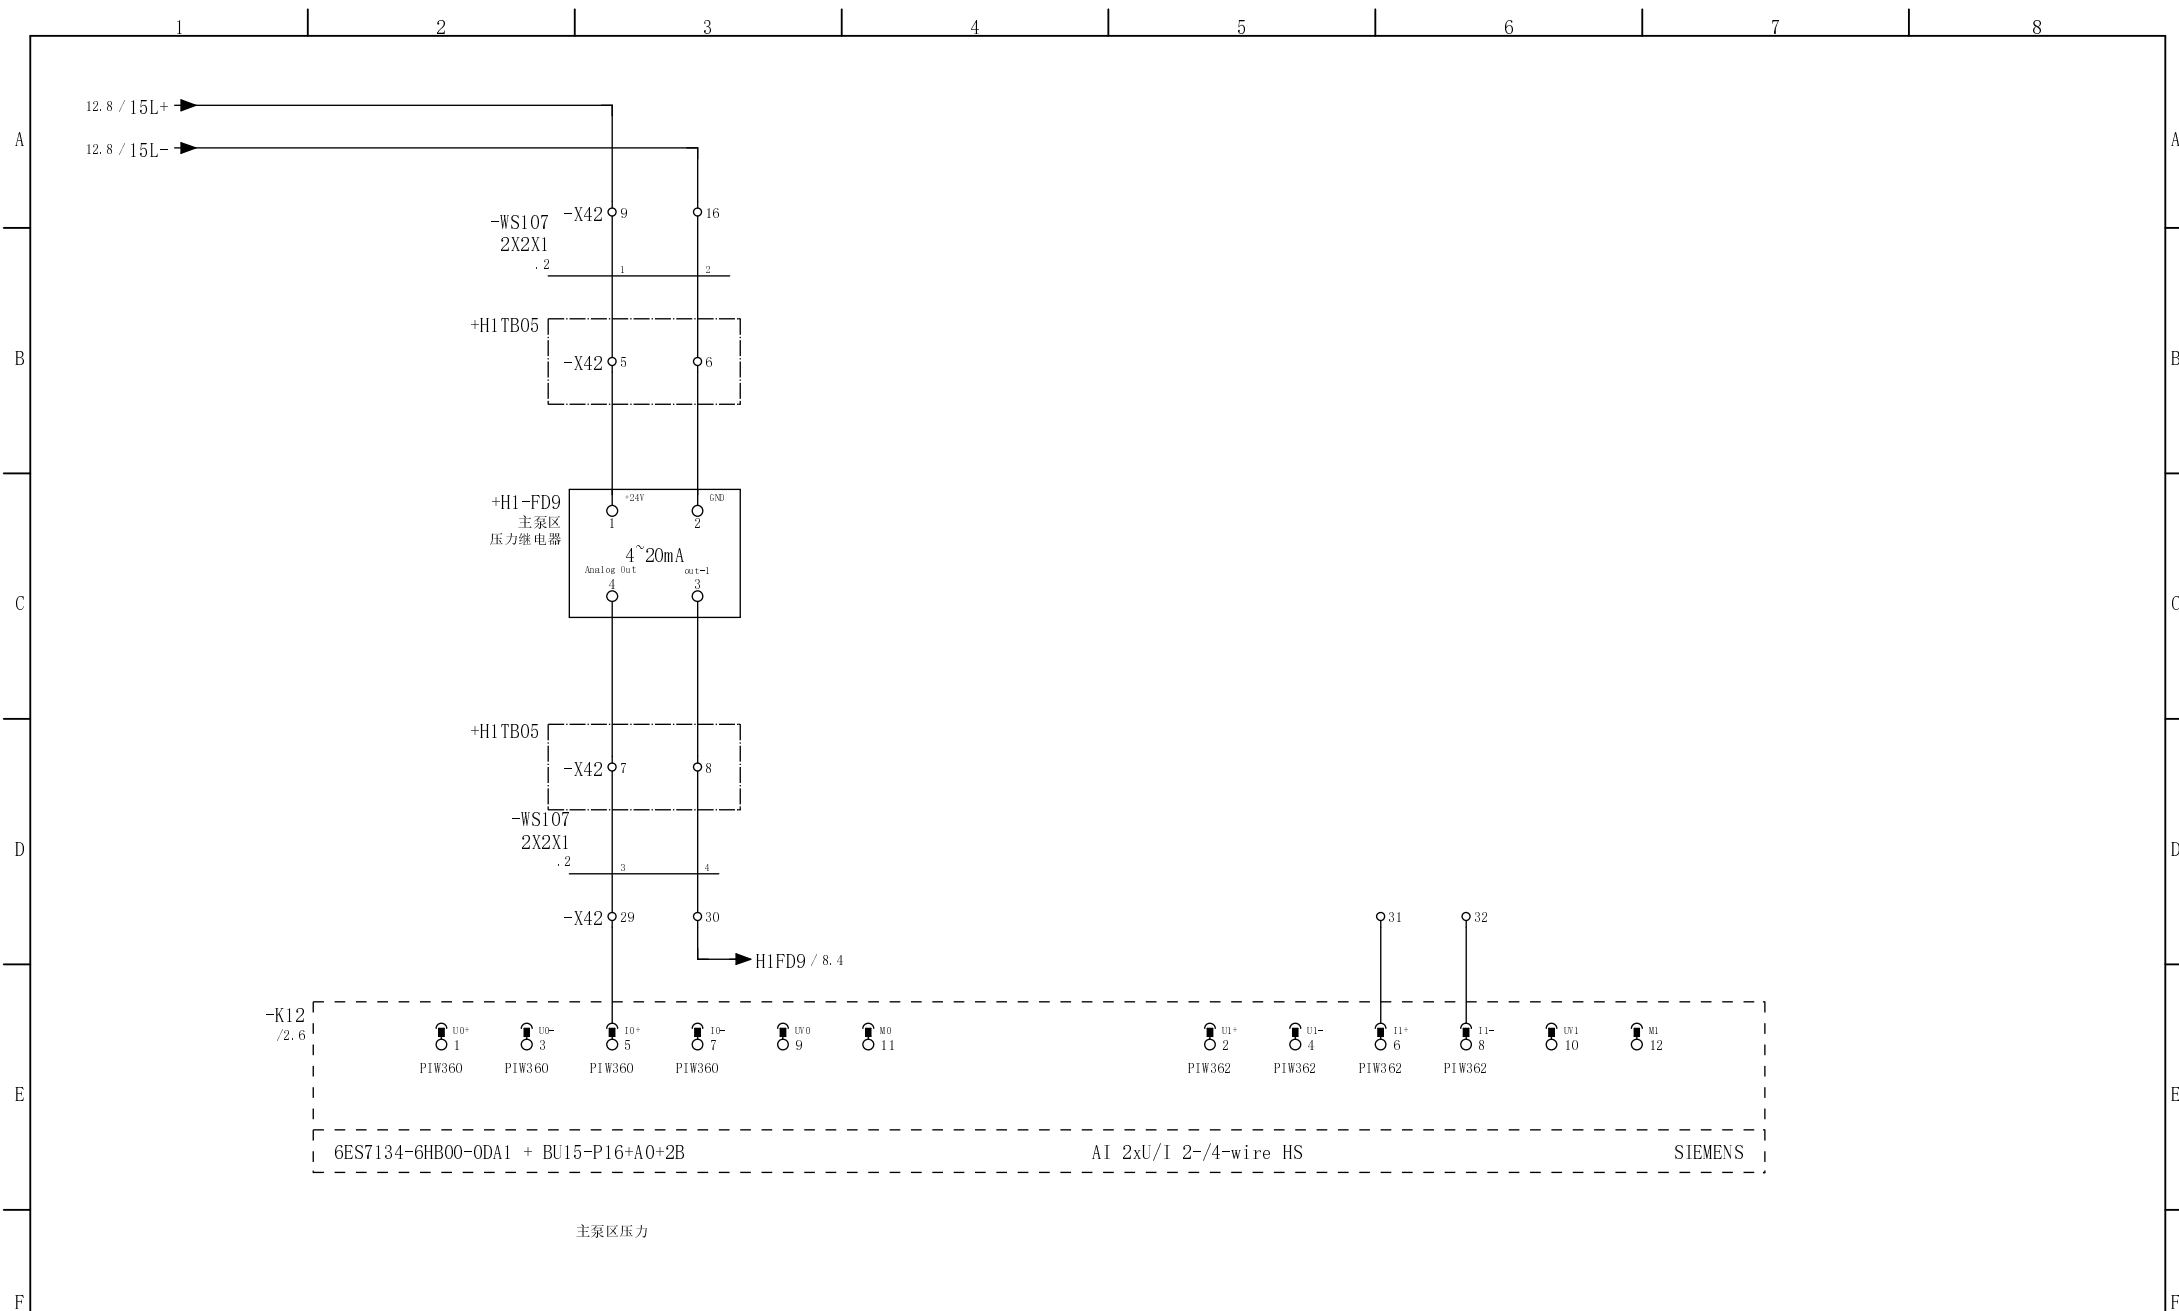 1 2 3 4 5 6 7 8
12.8 / 15L+
A A
12.8 / 15L-
-X42 9 16
-WS107
2X2X1
.2 1 2
+H1TB05
B -X42 5 6 B
+H1-FD9 +24V GND
主泵区 1 2
压力继电器
4~20mA
Analog Out out-1
4 3
C C
+H1TB05
-X42 7 8
-WS107
2X2X1
D D
.2 3 4
-X42 29 30 31 32
H1FD9 / 8.4
-K12
/2.6
U0+ U0- I0+ I0- UV0 M0 U1+ U1- I1+ I1- UV1 M1
1 3 5 7 9 11 2 4 6 8 10 12
PIW360 PIW360 PIW360 PIW360 PIW362 PIW362 PIW362 PIW362
E E
6ES7134-6HB00-0DA1 + BU15-P16+A0+2B AI 2xU/I 2-/4-wire HS SIEMENS
主泵区压力
F F